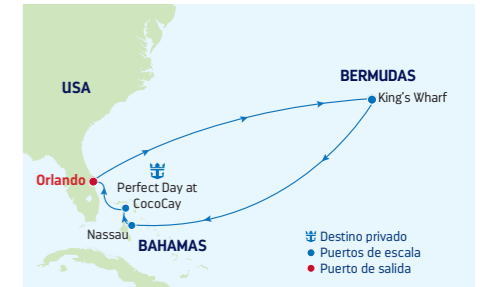 USA
BERMUDAS
King's Wharf
Orlando
Perfect Day at
CocoCay
Nassau
BAHAMAS
Destino privado
Puertos de escala
Puerto de salida